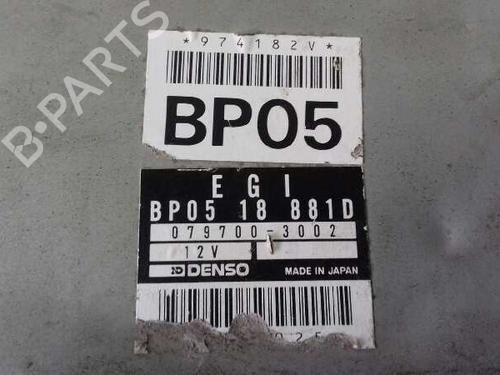 *974182V*
BP05
EGI
BP05 18 881D
079700-3002
12V
DENSO
MADE IN JAPAN
B-PARTS